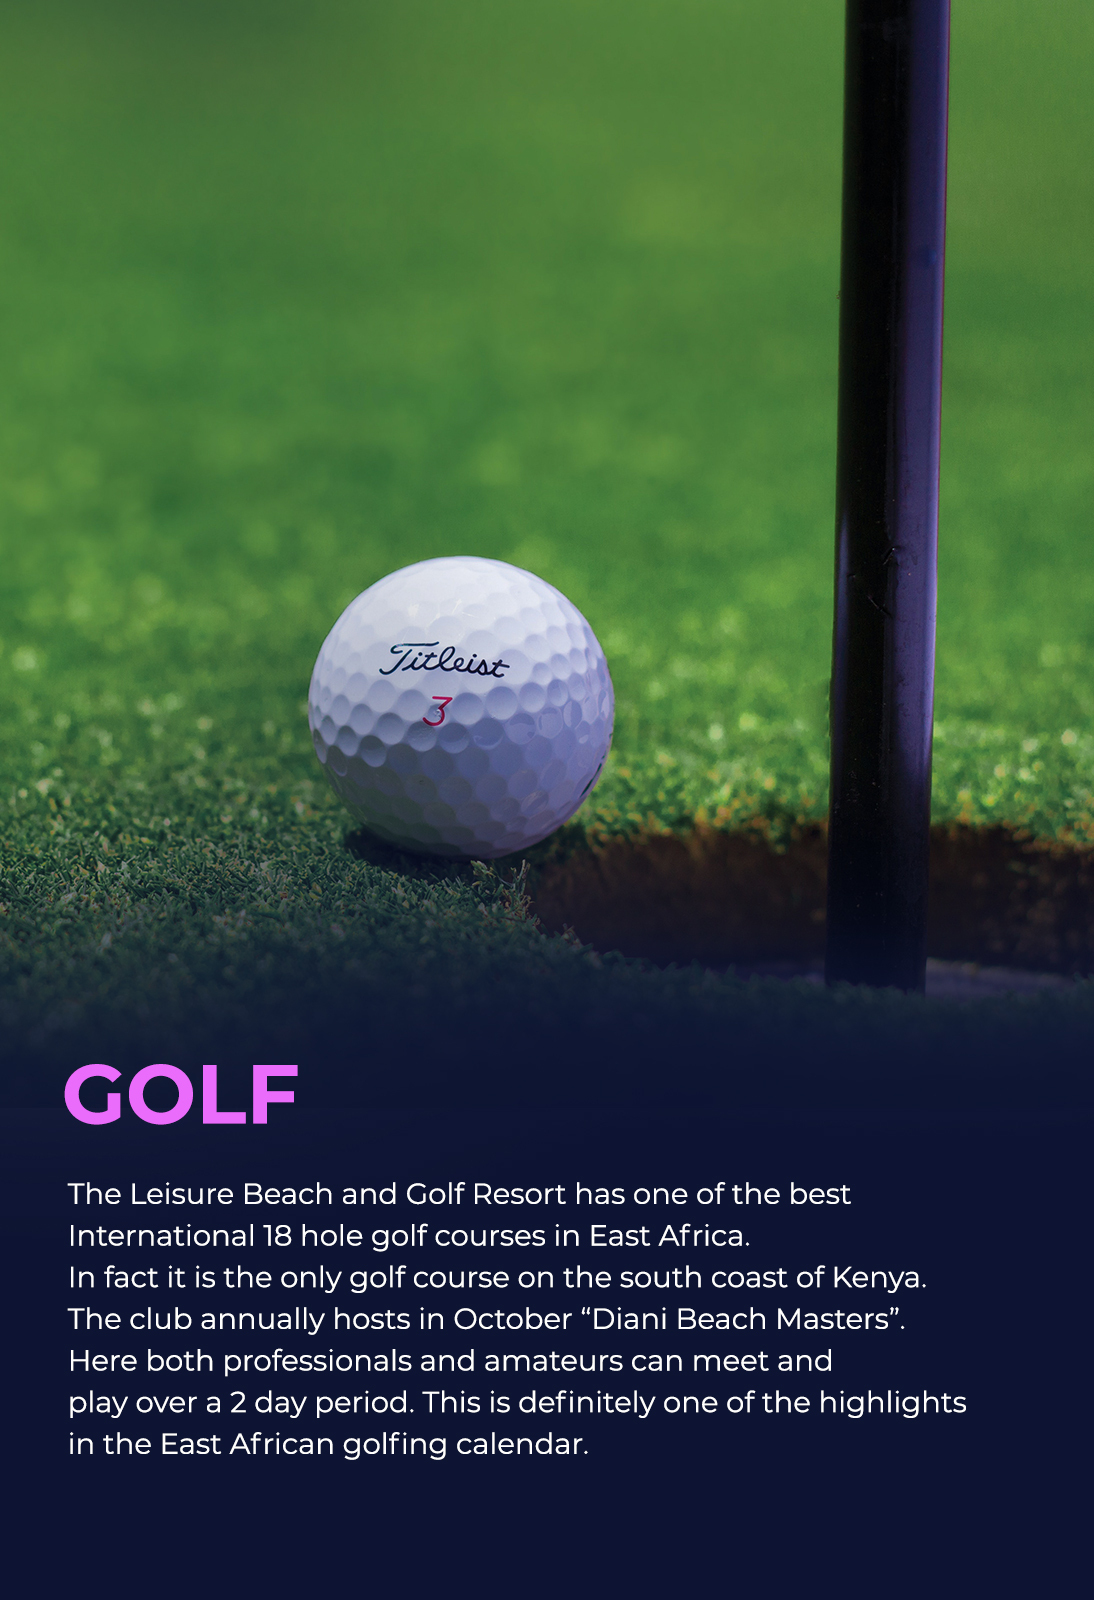 Titleist
3
GOLF
The Leisure Beach and Golf Resort has one of the best
International 18 hole golf courses in East Africa.
In fact it is the only golf course on the south coast of Kenya.
The club annually hosts in October “Diani Beach Masters”.
Here both professionals and amateurs can meet and
play over a 2 day period. This is definitely one of the highlights
in the East African golfing calendar.